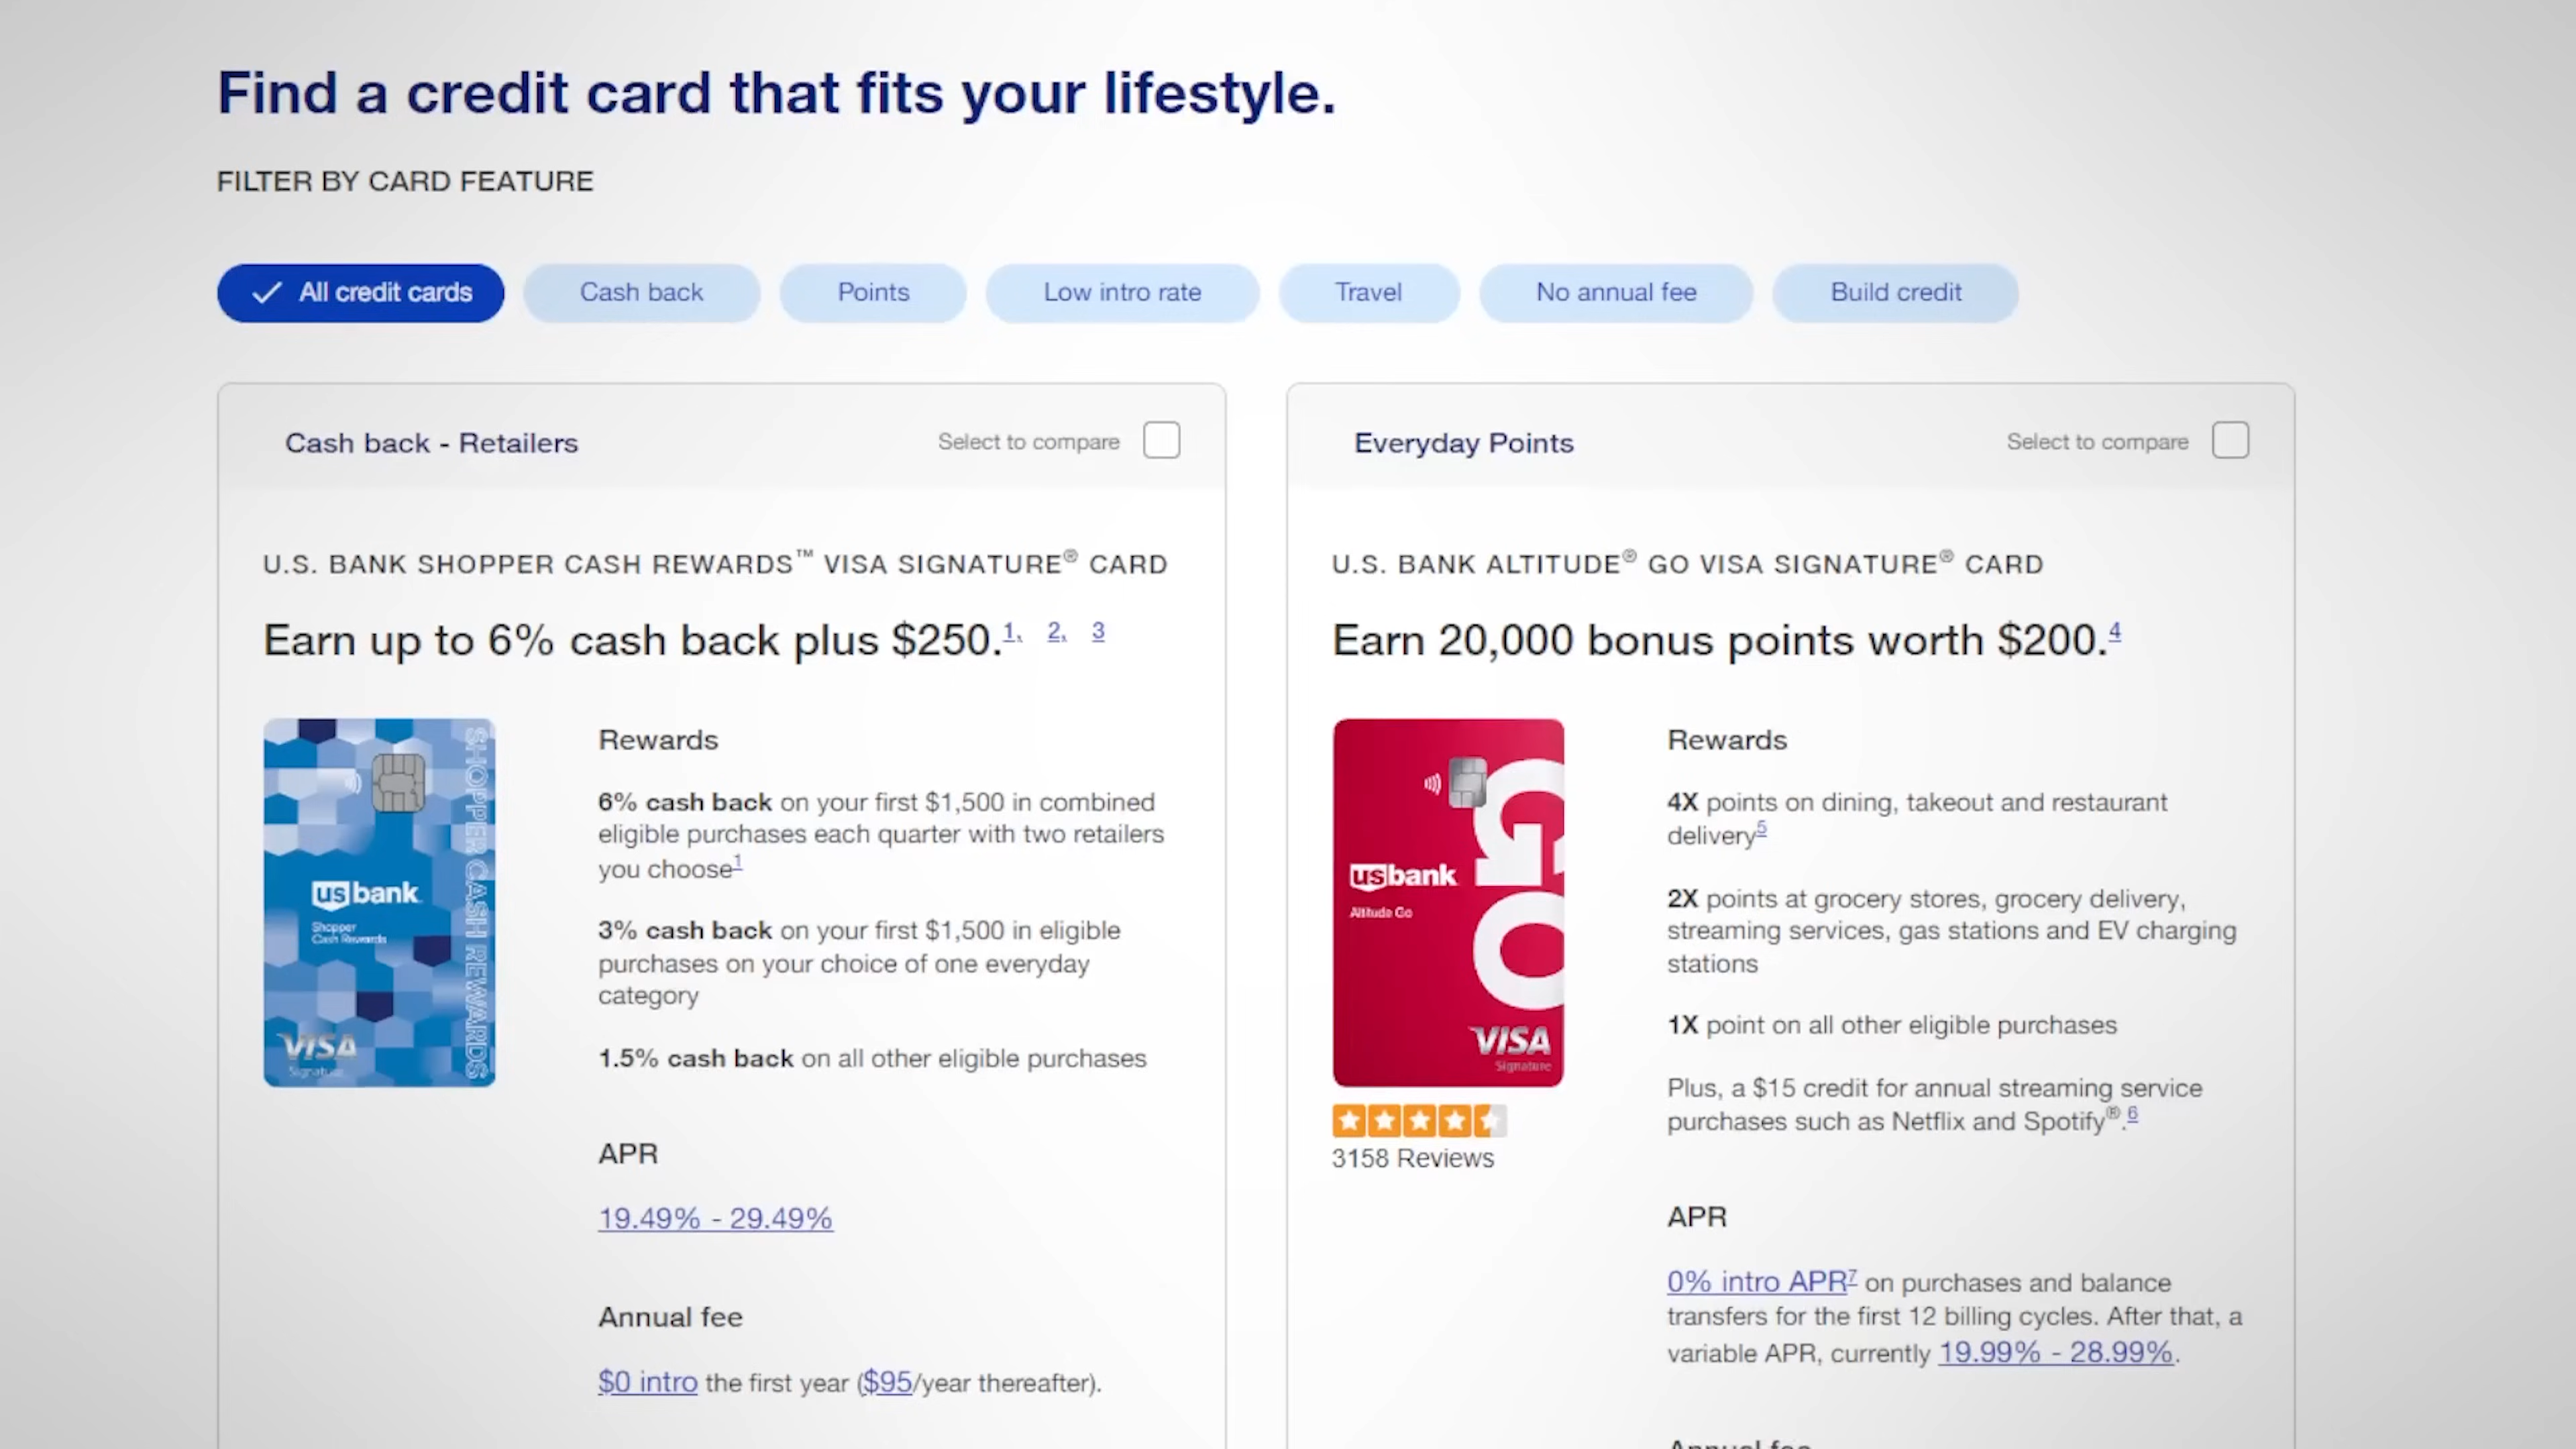 Find a credit card that fits your lifestyle.
FILTER BY CARD FEATURE
All credit cards
Cash back
Points
Low intro rate
Travel
No annual fee
Build credit
Cash back - Retailers
Select to compare
U.S. BANK SHOPPER CASH REWARDS™ VISA SIGNATURE® CARD
Earn up to 6% cash back plus $250.1, 2, 3
SHOPPER CASH REWARDS
usbank
Shopper
Cash Rewards
VISA
Signature
Rewards
6% cash back on your first $1,500 in combined
eligible purchases each quarter with two retailers
you choose1
3% cash back on your first $1,500 in eligible
purchases on your choice of one everyday
category
1.5% cash back on all other eligible purchases
APR
19.49% - 29.49%
Annual fee
$0 intro the first year ($95/year thereafter).
Everyday Points
Select to compare
U.S. BANK ALTITUDE® GO VISA SIGNATURE® CARD
Earn 20,000 bonus points worth $200.4
GO
usbank
Altitude Go
VISA
Signature
3158 Reviews
Rewards
4X points on dining, takeout and restaurant
delivery5
2X points at grocery stores, grocery delivery,
streaming services, gas stations and EV charging
stations
1X point on all other eligible purchases
Plus, a $15 credit for annual streaming service
purchases such as Netflix and Spotify®.6
APR
0% intro APR7 on purchases and balance
transfers for the first 12 billing cycles. After that, a
variable APR, currently 19.99% - 28.99%.
Annual fee